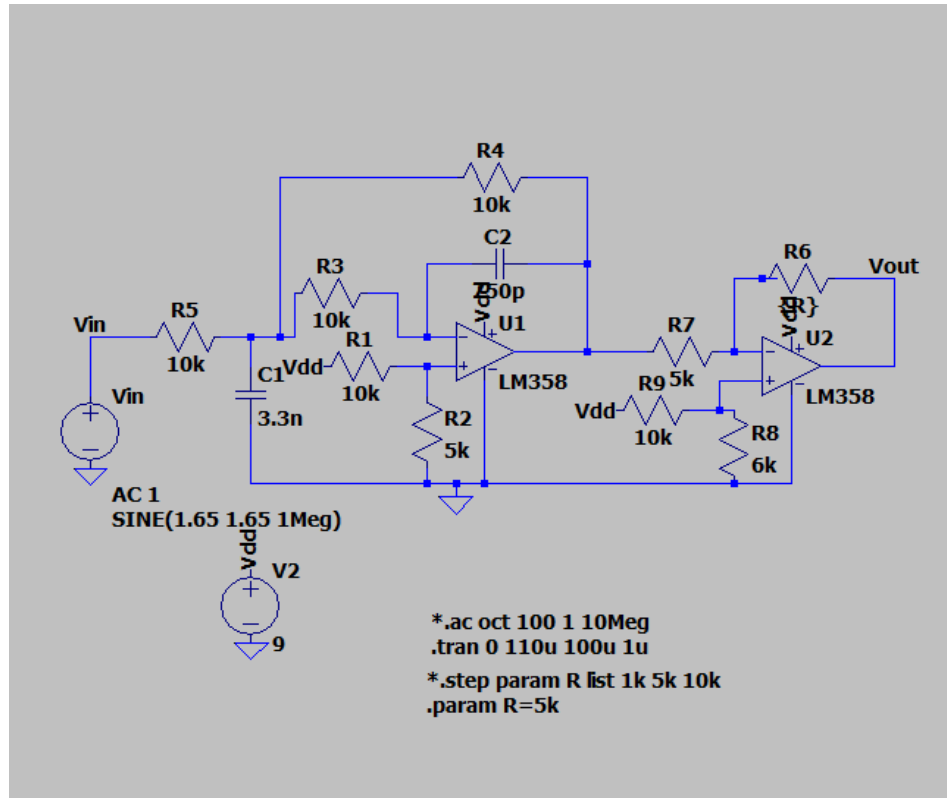 R4
10k
C2
R3
10k
Vdd
U1
LM358
R6
Vout
{R}
Vdd
U2
LM358
Vin
R5
10k
R1
Vdd
10k
R7
5k
C1
3.3n
R2
5k
R9
Vdd
10k
R8
6k
Vin
AC 1
SINE(1.65 1.65 1Meg)
Vdd
V2
9
*.ac oct 100 1 10Meg
.tran 0 110u 100u 1u
*.step param R list 1k 5k 10k
.param R=5k